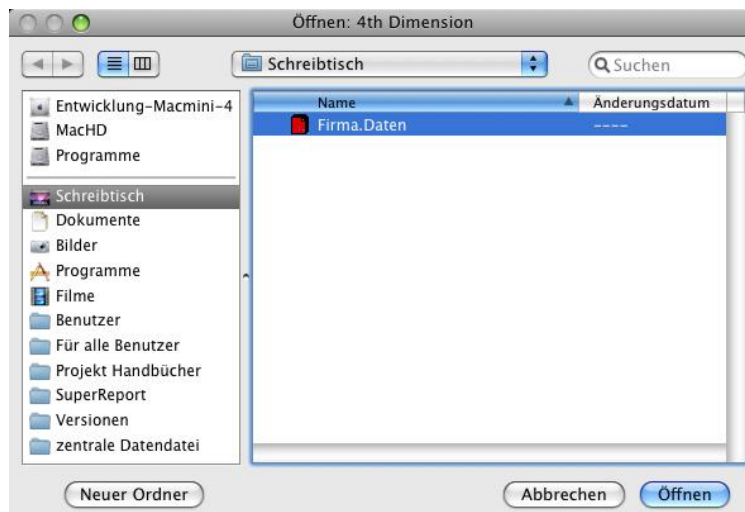 Öffnen: 4th Dimension
Schreibtisch
Suchen
Entwicklung-Macmini-4
MacHD
Programme
Schreibtisch
Dokumente
Bilder
Programme
Filme
Benutzer
Für alle Benutzer
Projekt Handbücher
SuperReport
Versionen
zentrale Datendatei
Name Änderungsdatum
Firma.Daten ----
Neuer Ordner Abbrechen Öffnen